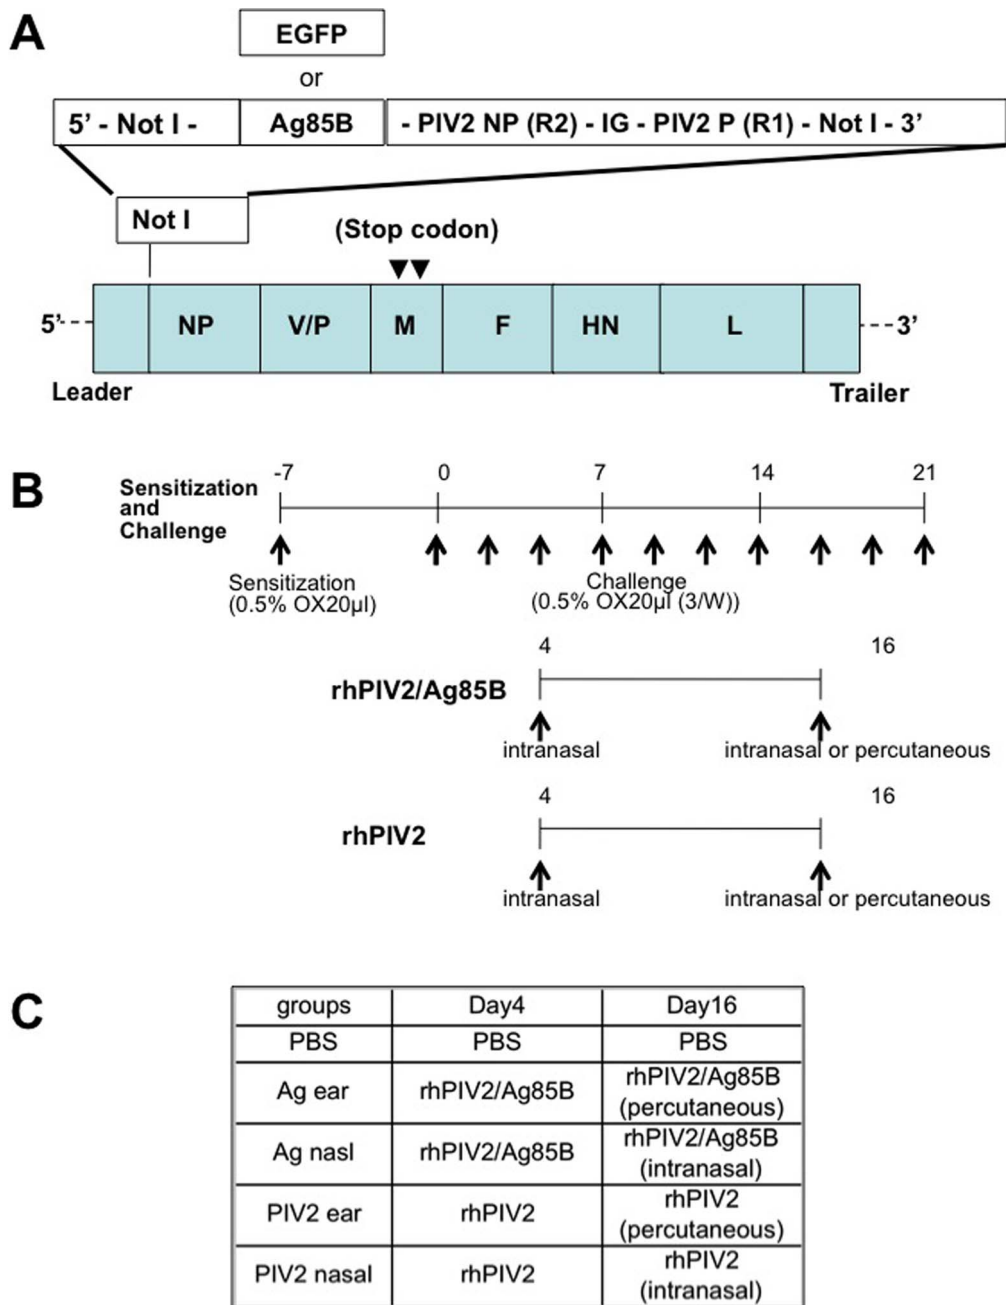 A
EGFP
or
5’ - Not I -
Ag85B
- PIV2 NP (R2) - IG - PIV2 P (R1) - Not I - 3’
Not I
(Stop codon)
5’
NP
V/P
M
F
HN
L
3’
Leader
Trailer
B
Sensitization
and
Challenge
-7
0
7
14
21
Sensitization
(0.5% OX20μl)
Challenge
(0.5% OX20μl (3/W))
4
16
rhPIV2/Ag85B
intranasal
intranasal or percutaneous
4
16
rhPIV2
intranasal
intranasal or percutaneous
C
groups
Day4
Day16
PBS
PBS
PBS
Ag ear
rhPIV2/Ag85B
rhPIV2/Ag85B
(percutaneous)
Ag nasl
rhPIV2/Ag85B
rhPIV2/Ag85B
(intranasal)
PIV2 ear
rhPIV2
rhPIV2
(percutaneous)
PIV2 nasal
rhPIV2
rhPIV2
(intranasal)